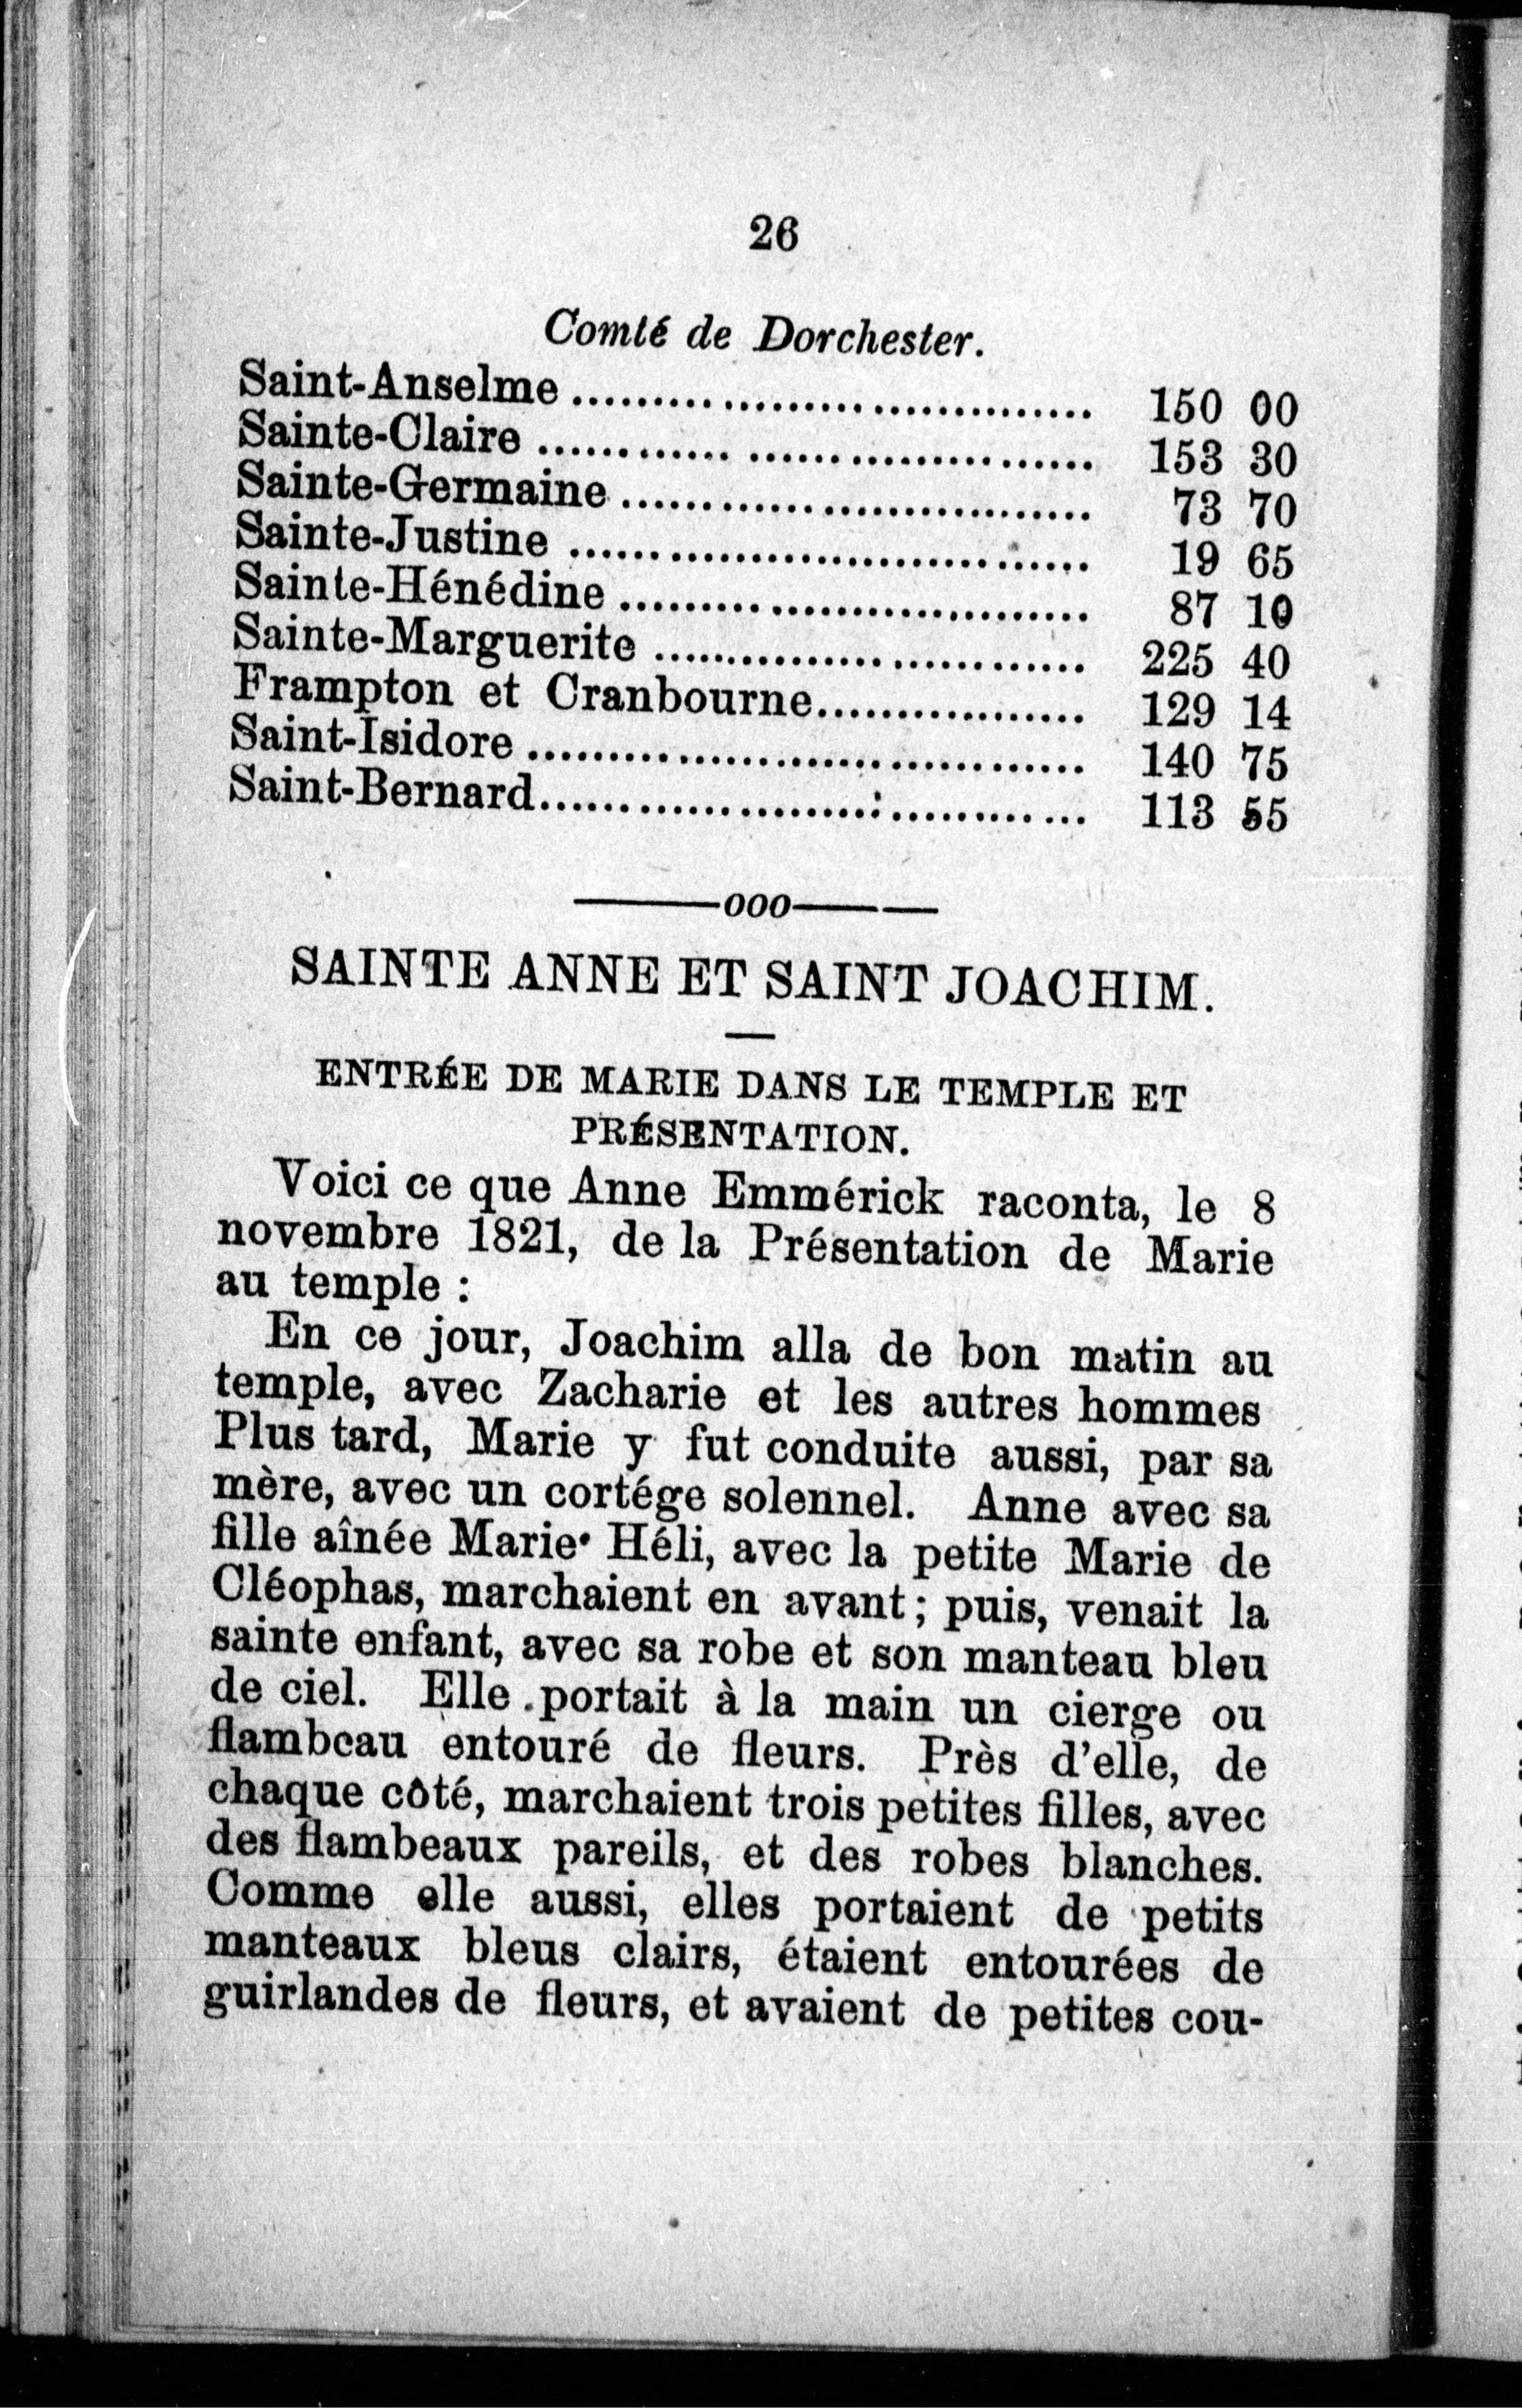 26
Comté de Dorchester.
Saint-Anselme ................................ 150 00
Sainte-Claire ................................ 153 30
Sainte-Germaine ............................. 73 70
Sainte-Justine ............................... 19 65
Sainte-Hénédine ............................. 87 10
Sainte-Marguerite .......................... 225 40
Frampton et Cranbourne................. 129 14
Saint-Isidore .................................. 140 75
Saint-Bernard................................. 113 55
———ooo———
SAINTE ANNE ET SAINT JOACHIM.
ENTRÉE DE MARIE DANS LE TEMPLE ET
PRÉSENTATION.
Voici ce que Anne Emmérick raconta, le 8
novembre 1821, de la Présentation de Marie
au temple :
En ce jour, Joachim alla de bon matin au
temple, avec Zacharie et les autres hommes
Plus tard, Marie y fut conduite aussi, par sa
mère, avec un cortége solennel. Anne avec sa
fille aînée Marie Héli, avec la petite Marie de
Cléophas, marchaient en avant ; puis, venait la
sainte enfant, avec sa robe et son manteau bleu
de ciel. Elle portait à la main un cierge ou
flambeau entouré de fleurs. Près d'elle, de
chaque côté, marchaient trois petites filles, avec
des flambeaux pareils, et des robes blanches.
Comme elle aussi, elles portaient de petits
manteaux bleus clairs, étaient entourées de
guirlandes de fleurs, et avaient de petites cou-